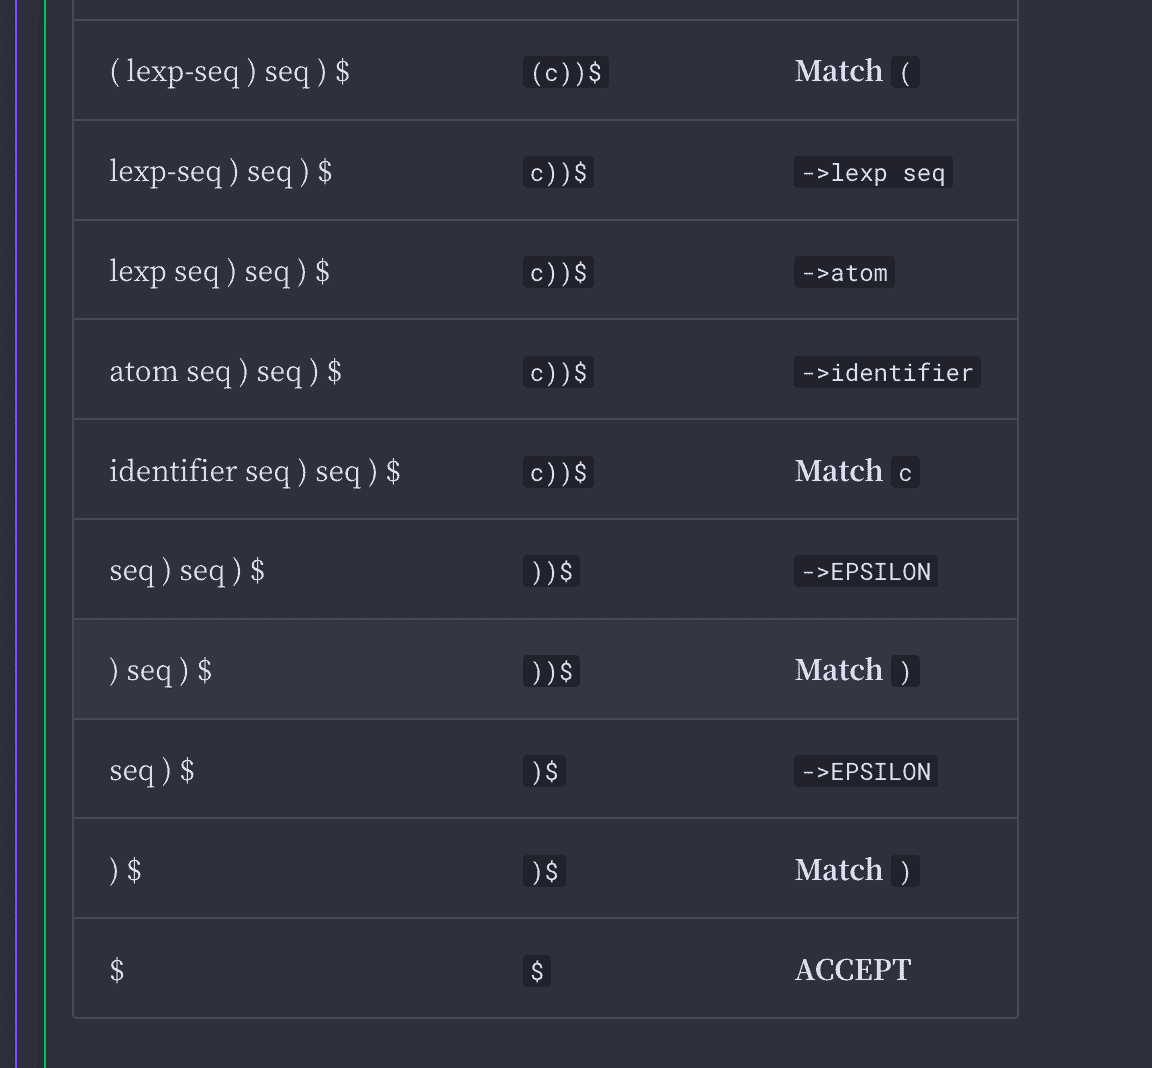 ( lexp-seq ) seq ) $ (c))$ Match (
lexp-seq ) seq ) $ c))$ ->lexp seq
lexp seq ) seq ) $ c))$ ->atom
atom seq ) seq ) $ c))$ ->identifier
identifier seq ) seq ) $ c))$ Match c
seq ) seq ) $ ))$ ->EPSILON
) seq ) $ ))$ Match )
seq ) $ )$ ->EPSILON
) $ )$ Match )
$ $ ACCEPT